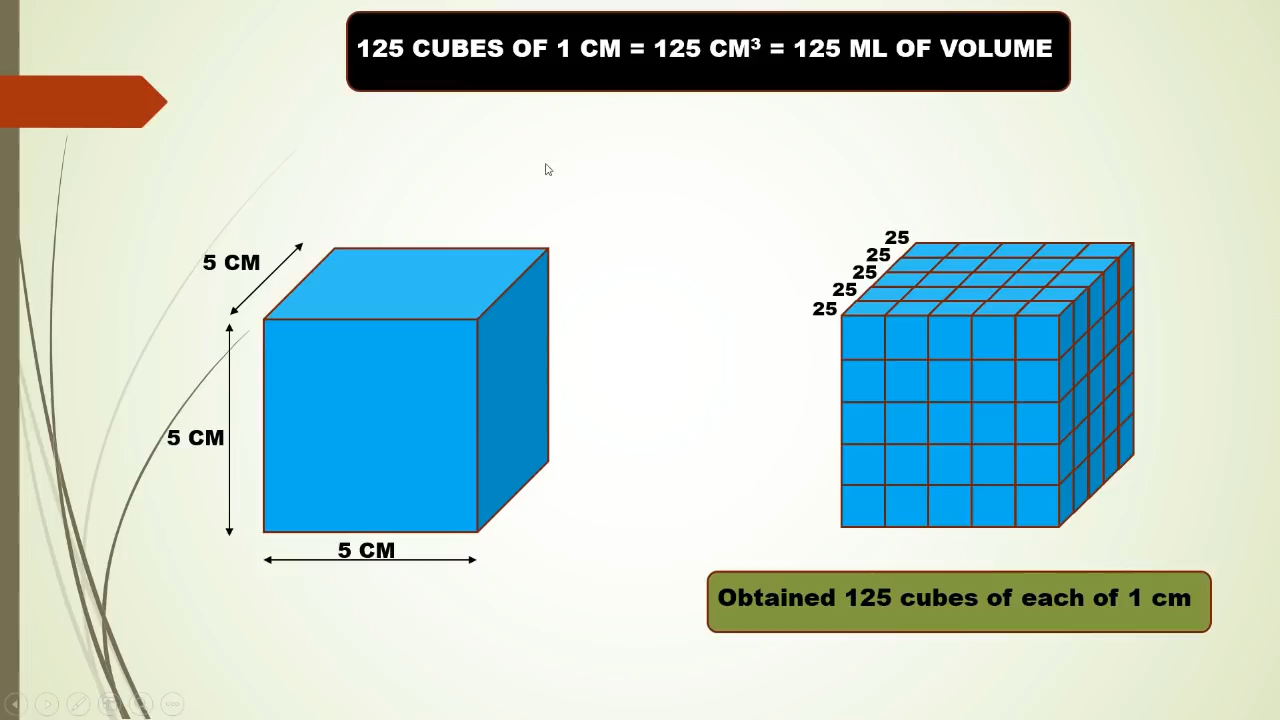 125 CUBES OF 1 CM = 125 CM³ = 125 ML OF VOLUME
5 CM
5 CM
5 CM
25
25
25
25
25
Obtained 125 cubes of each of 1 cm